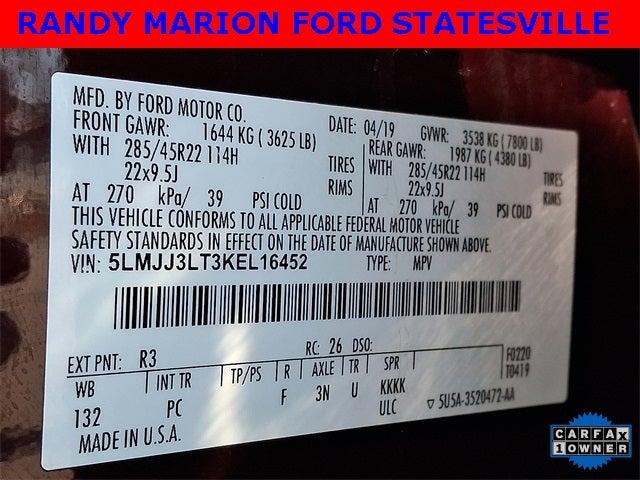 RANDY MARION FORD STATESVILLE
MFD. BY FORD MOTOR CO.
DATE: 04/19 GVWR: 3538 KG (7800 LB)
FRONT GAWR: 1644 KG (3625 LB)
REAR GAWR: 1987 KG (4380 LB)
WITH 285/45R22 114H TIRES
WITH 285/45R22 114H TIRES
22x9.5J RIMS
22x9.5J RIMS
AT 270 kPa/ 39 PSI COLD
AT 270 kPa/ 39 PSI COLD
THIS VEHICLE CONFORMS TO ALL APPLICABLE FEDERAL MOTOR VEHICLE
SAFETY STANDARDS IN EFFECT ON THE DATE OF MANUFACTURE SHOWN ABOVE.
VIN: 5LMJJ3LT3KEL16452 TYPE: MPV
EXT PNT: R3 RC: 26 DSO: F0220
T0419
WB INT TR TP/PS R AXLE TR SPR
132 PC F 3N U KKKK
ULC 5U5A-3520472-AA
MADE IN U.S.A.
CARFAX
1 OWNER